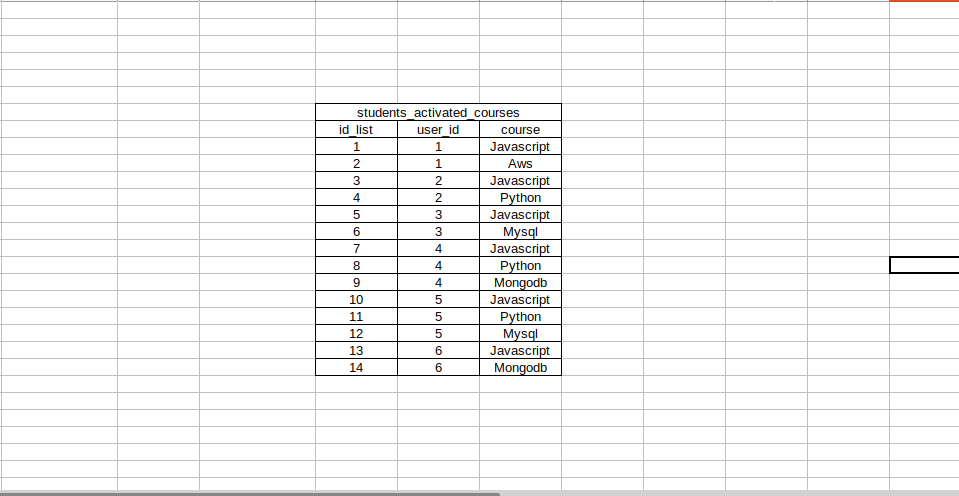 students_activated_courses
id_list user_id course
1 1 Javascript
2 1 Aws
3 2 Javascript
4 2 Python
5 3 Javascript
6 3 Mysql
7 4 Javascript
8 4 Python
9 4 Mongodb
10 5 Javascript
11 5 Python
12 5 Mysql
13 6 Javascript
14 6 Mongodb